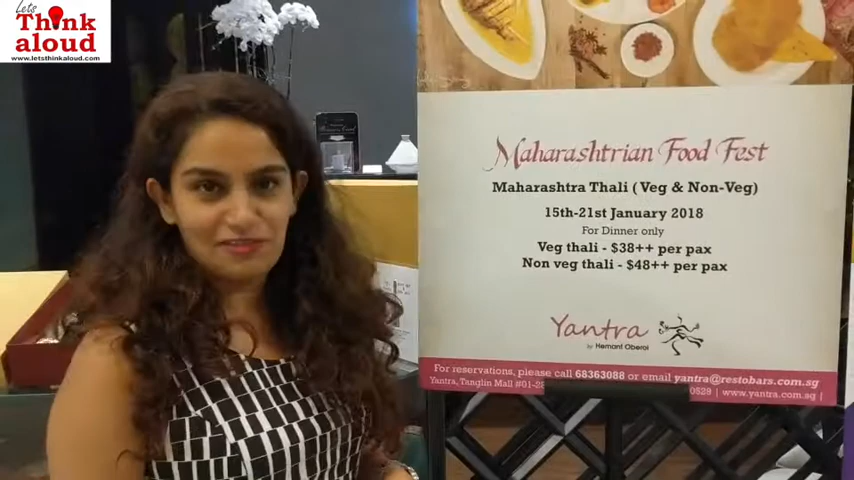 Lets
Think
aloud
www.letsthinkaloud.com
Maharashtrian Food Fest
Maharashtra Thali (Veg & Non-Veg)
15th-21st January 2018
For Dinner only
Veg thali - $38++ Per Pax
Non Veg thali - $48++ Per pax
Yantra
by Hemant Oberoi
For reservations, please call 68363088 or email yantra@restobars.com.sg
Yantra, Tanglin Mall #01-28
www.yantra.com.sg